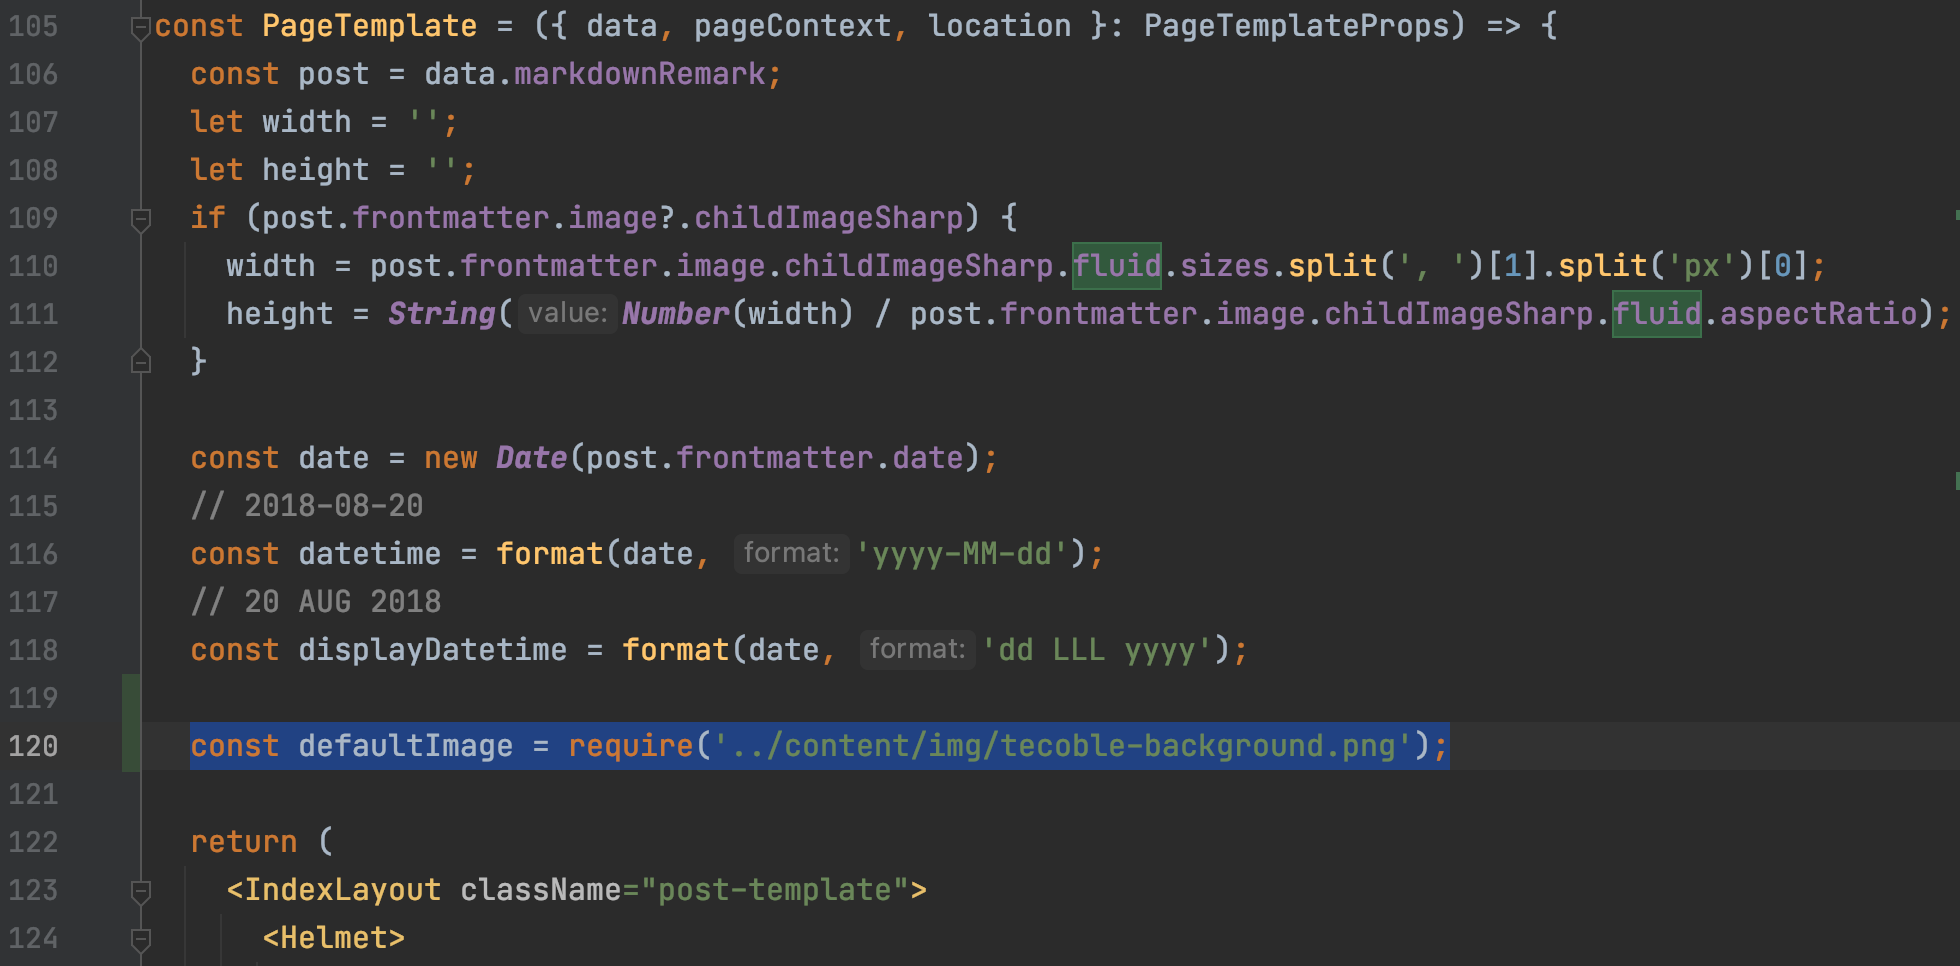 105 const PageTemplate = ({ data, pageContext, location }: PageTemplateProps) => {
106   const post = data.markdownRemark;
107   let width = '';
108   let height = '';
109   if (post.frontmatter.image?.childImageSharp) {
110     width = post.frontmatter.image.childImageSharp.fluid.sizes.split(', ')[1].split('px')[0];
111     height = String( value: Number(width) / post.frontmatter.image.childImageSharp.fluid.aspectRatio);
112   }
113
114   const date = new Date(post.frontmatter.date);
115   // 2018-08-20
116   const datetime = format(date, format: 'yyyy-MM-dd');
117   // 20 AUG 2018
118   const displayDatetime = format(date, format: 'dd LLL yyyy');
119
120   const defaultImage = require('../content/img/tecoble-background.png');
121
122   return (
123     <IndexLayout className="post-template">
124       <Helmet>